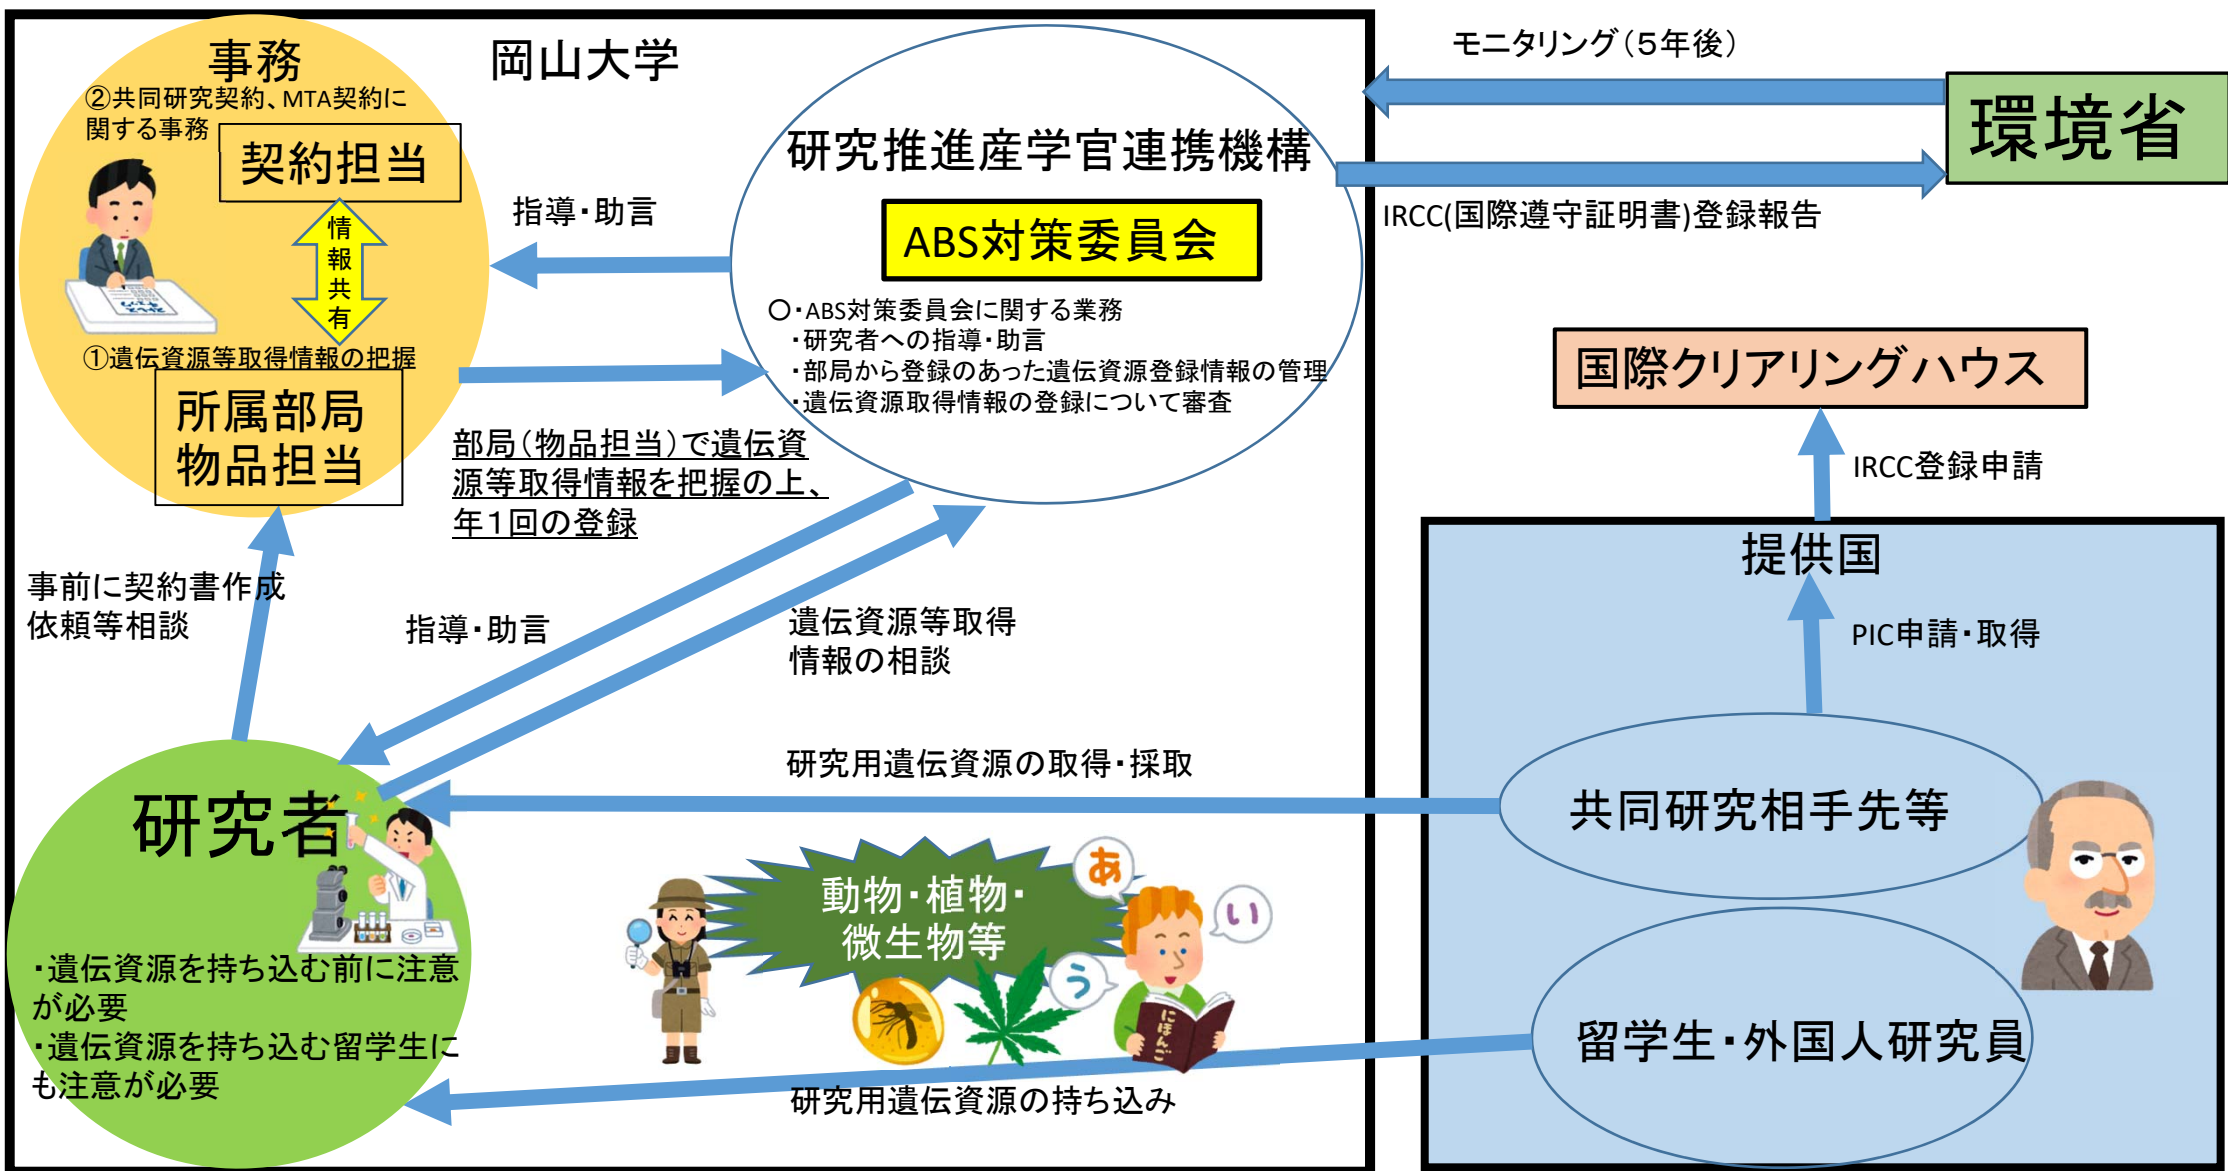 事務
②共同研究契約、MTA契約に
関する事務
契約担当
情
報
共
有
①遺伝資源等取得情報の把握
所属部局
物品担当
岡山大学
指導・助言
研究推進産学官連携機構
ABS対策委員会
〇・ABS対策委員会に関する業務
・研究者への指導・助言
・部局から登録のあった遺伝資源登録情報の管理
・遺伝資源取得情報の登録について審査
部局（物品担当）で遺伝資
源等取得情報を把握の上、
年１回の登録
モニタリング（５年後）
環境省
IRCC(国際遵守証明書)登録報告
国際クリアリングハウス
IRCC登録申請
提供国
PIC申請・取得
共同研究相手先等
留学生・外国人研究員
事前に契約書作成
依頼等相談
指導・助言
遺伝資源等取得
情報の相談
研究用遺伝資源の取得・採取
研究者
・遺伝資源を持ち込む前に注意
が必要
・遺伝資源を持ち込む留学生に
も注意が必要
動物・植物・
微生物等
あ
い
う
にほんご
研究用遺伝資源の持ち込み